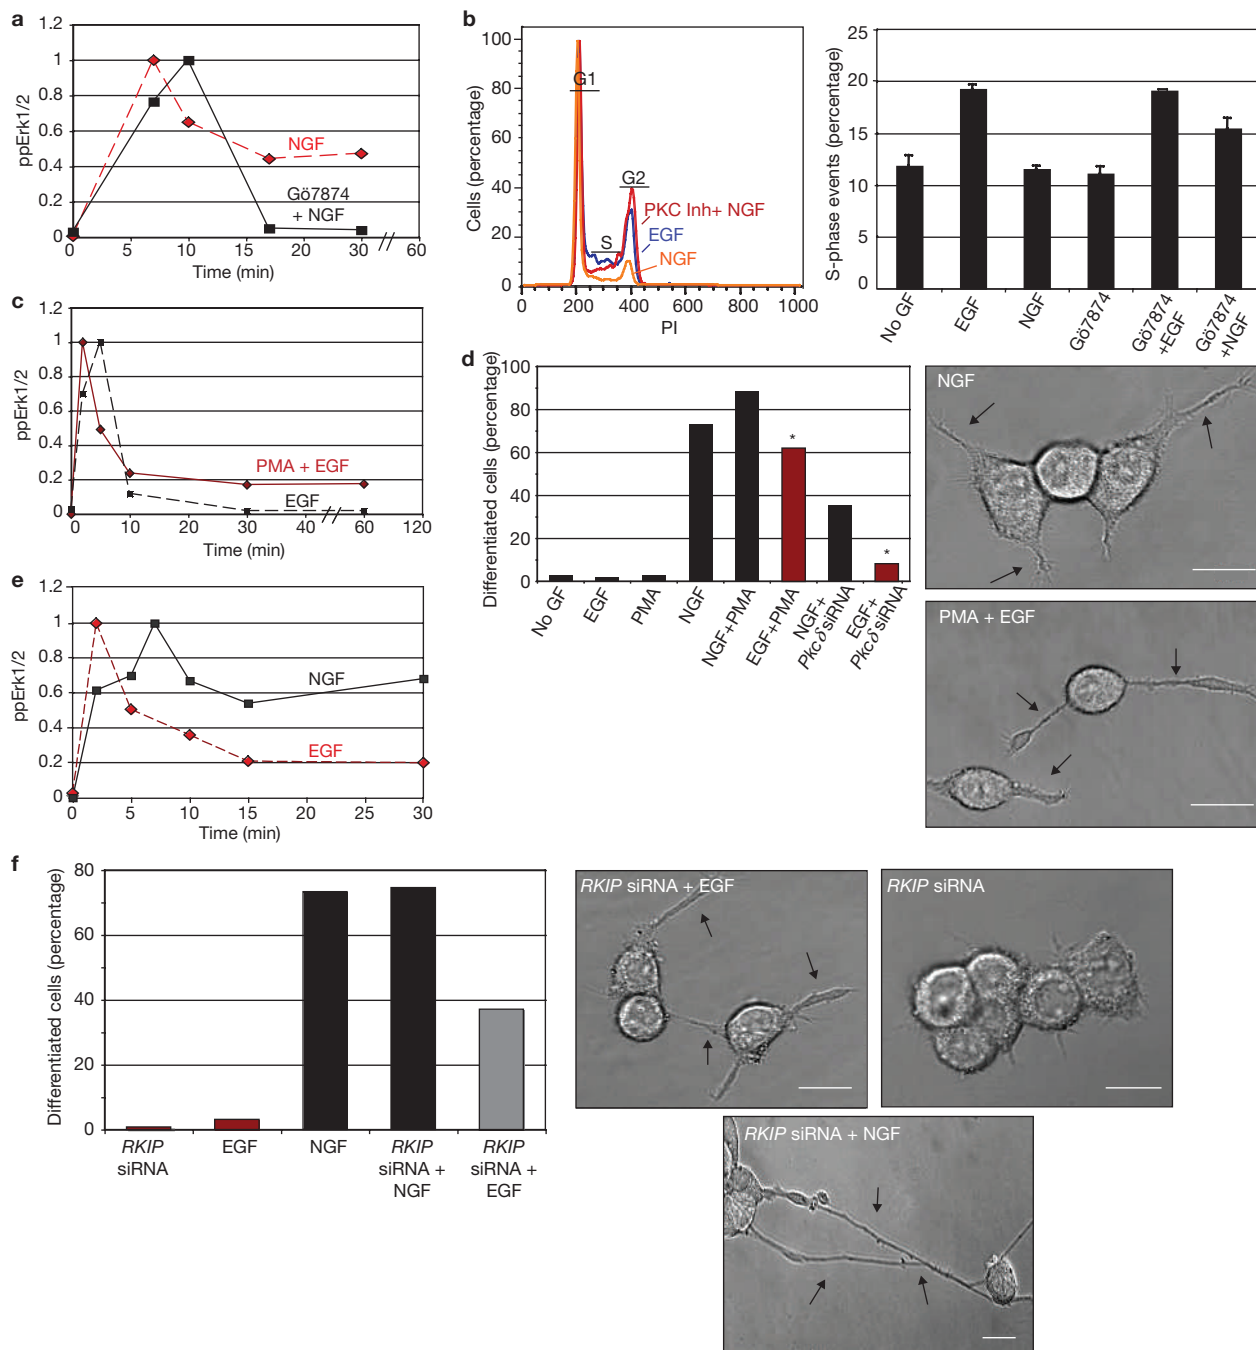 a
1.2
1
0.8
0.6
0.4
0.2
0
ppErk1/2
NGF
Gö7874
+ NGF
0 10 20 30 60
Time (min)
b
100
80
60
40
20
0
Cells (percentage)
G1
G2
S
PKC Inh+ NGF
EGF
NGF
0 200 400 600 800 1000
PI
25
20
15
10
5
0
S-phase events (percentage)
No GF
EGF
NGF
Gö7874
Gö7874
+EGF
Gö7874
+NGF
c
1.2
1
0.8
0.6
0.4
0.2
0
ppErk1/2
PMA + EGF
EGF
0 10 20 30 40 60 120
Time (min)
d
100
80
60
40
20
0
Differentiated cells (percentage)
*
*
No GF
EGF
PMA
NGF
NGF+PMA
EGF+PMA
NGF+
Pkcδ siRNA
EGF+
Pkcδ siRNA
NGF
PMA + EGF
e
1.2
1
0.8
0.6
0.4
0.2
0
ppErk1/2
NGF
EGF
0 5 10 15 20 25 30
Time (min)
f
80
60
40
20
0
Differentiated cells (percentage)
RKIP
siRNA
EGF
NGF
RKIP
siRNA +
NGF
RKIP
siRNA +
EGF
RKIP siRNA + EGF
RKIP siRNA
RKIP siRNA + NGF